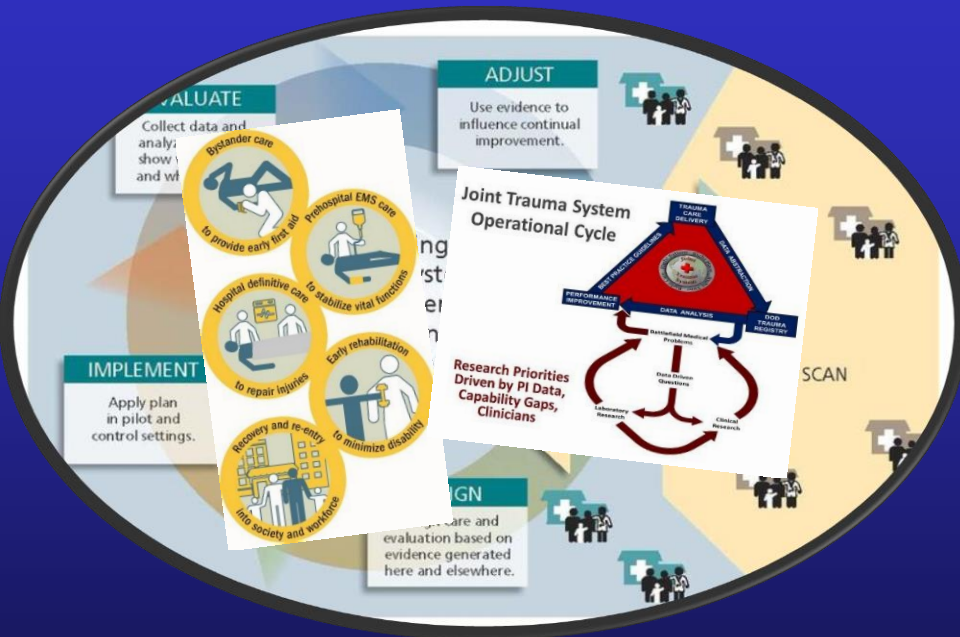 VALUATE
Collect data and
analyz
show
and wh
ADJUST
Use evidence to
influence continual
improvement.
IMPLEMENT
Apply plan
in pilot and
control settings.
IGN
care and
evaluation based on
evidence generated
here and elsewhere.
SCAN
Bystander care
to provide early first aid
Prehospital EMS care
to stabilize vital functions
Hospital definitive care
to repair injuries
Early rehabilitation
to minimize disability
Recovery and re-entry
into society and workforce
ing
yst
er
n
Joint Trauma System
Operational Cycle
TRAUMA
CARE
DELIVERY
BEST PRACTICE GUIDELINES
DATA ABSTRACTION
PERFORMANCE
IMPROVEMENT
DATA ANALYSIS
DOD
TRAUMA
REGISTRY
Battlefield Medical
Problems
Data Driven
Questions
Laboratory
Research
Clinical
Research
Research Priorities
Driven by PI Data,
Capability Gaps,
Clinicians